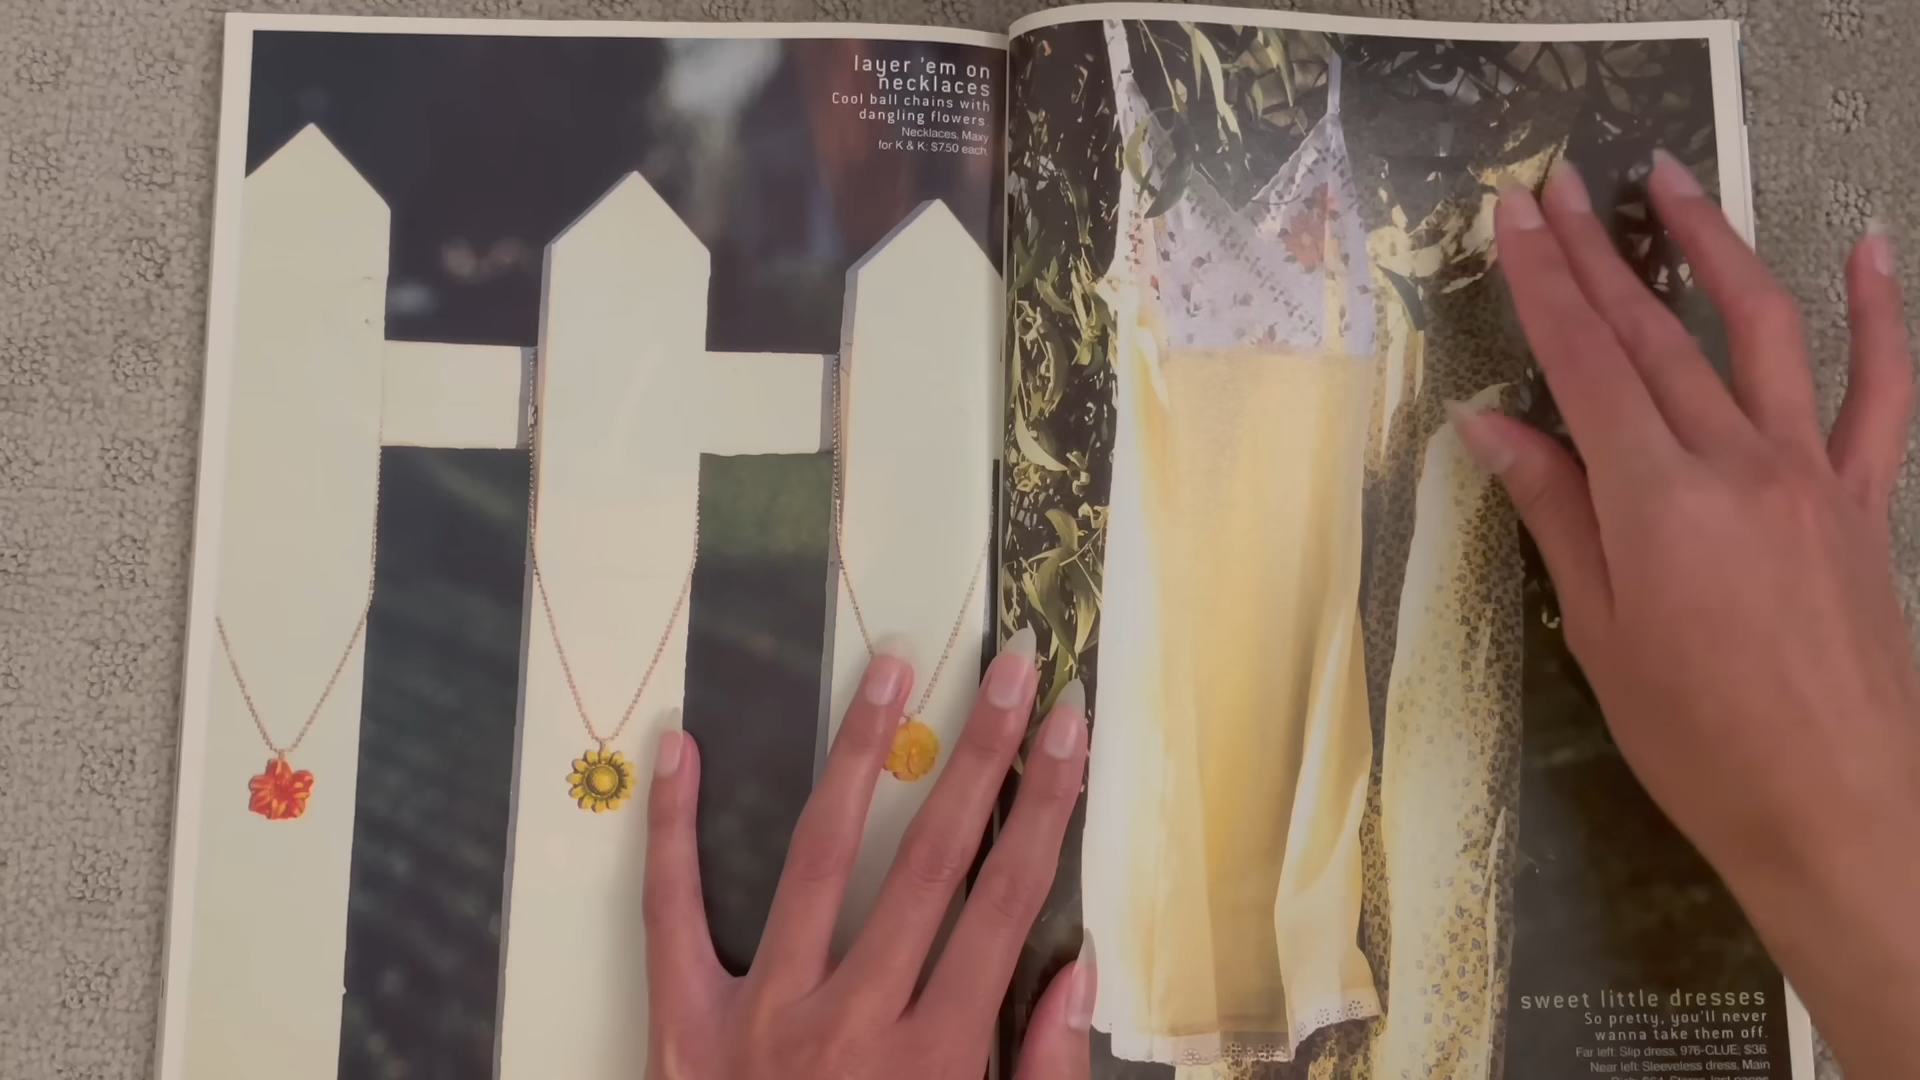 layer 'em on
necklaces
Cool ball chains with
dangling flowers.
Necklaces, Maxy
for K & K; $7.50 each.
sweet little dresses
So pretty, you'll never
wanna take them off.
Far left: Slip dress, 976-CLUE; $36.
Near left: Sleeveless dress, Main